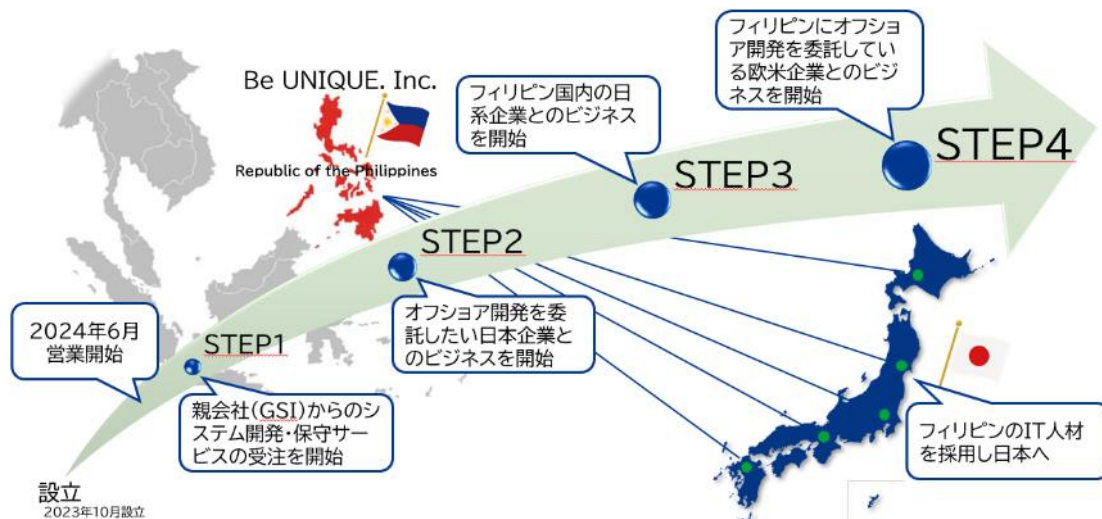 Be UNIQUE. Inc.
Republic of the Philippines
フィリピン国内の日
系企業とのビジネス
を開始
フィリピンにオフショ
ア開発を委託してい
る欧米企業とのビジ
ネスを開始
STEP4
STEP3
STEP2
オフショア開発を委
託したい日本企業と
のビジネスを開始
2024年6月
営業開始
STEP1
親会社(GSI)からのシ
ステム開発・保守サー
ビスの受注を開始
フィリピンのIT人材
を採用し日本へ
設立
2023年10月設立